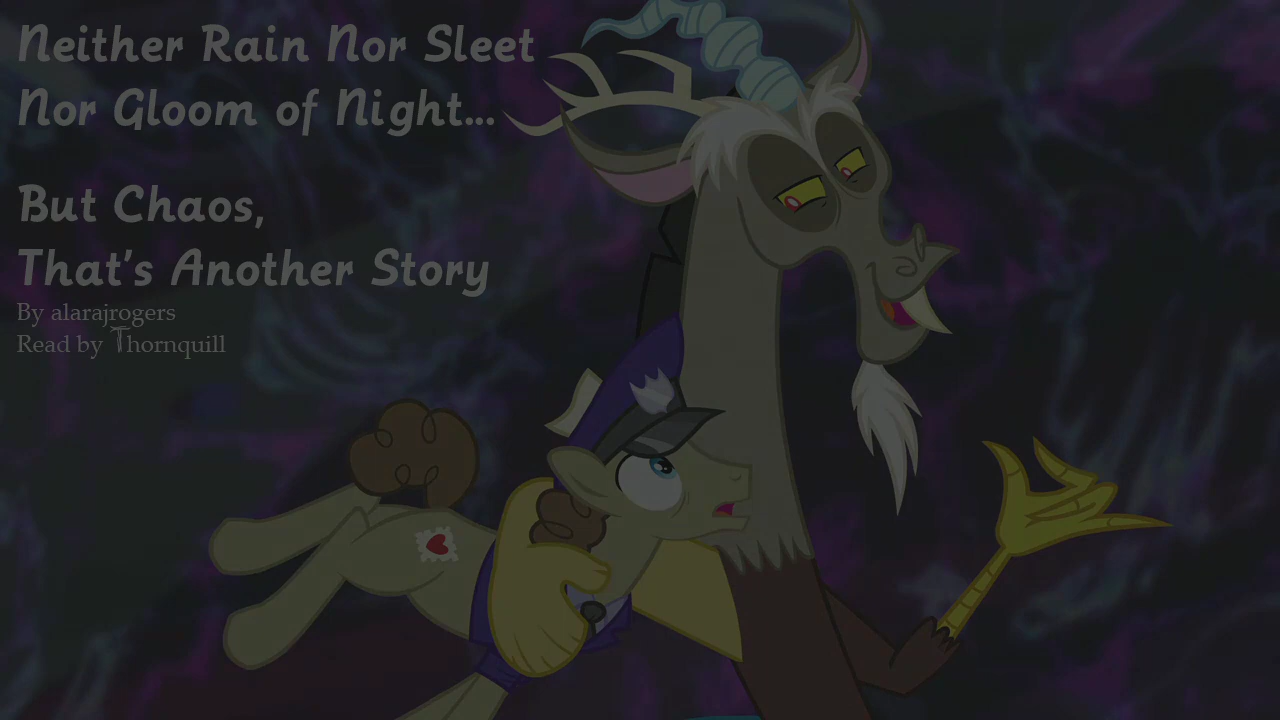 Neither Rain Nor Sleet
Nor Gloom of Night...
But Chaos,
That's Another Story
By alarajrogers
Read by Thornquill